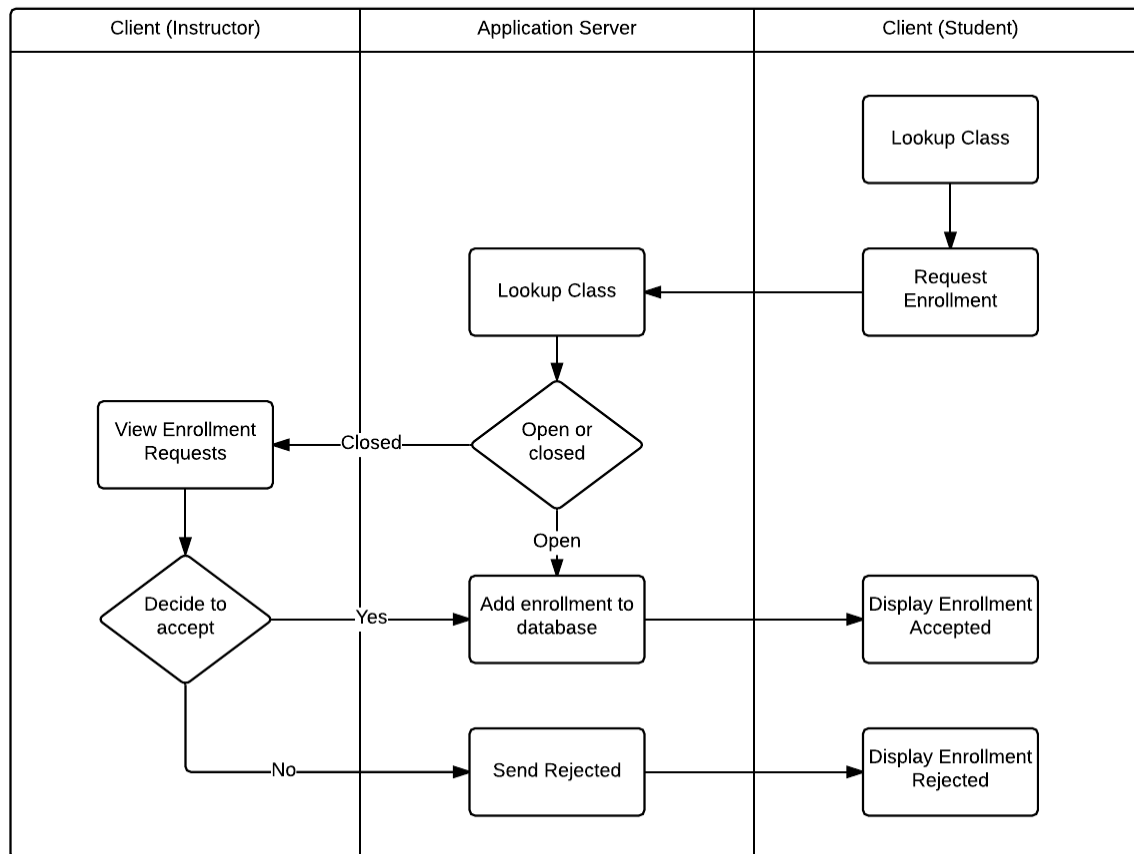 Client (Instructor)
Application Server
Client (Student)
Lookup Class
Lookup Class
Request
Enrollment
View Enrollment
Requests
Closed
Open or
closed
Open
Decide to
accept
Yes
Add enrollment to
database
Display Enrollment
Accepted
No
Send Rejected
Display Enrollment
Rejected